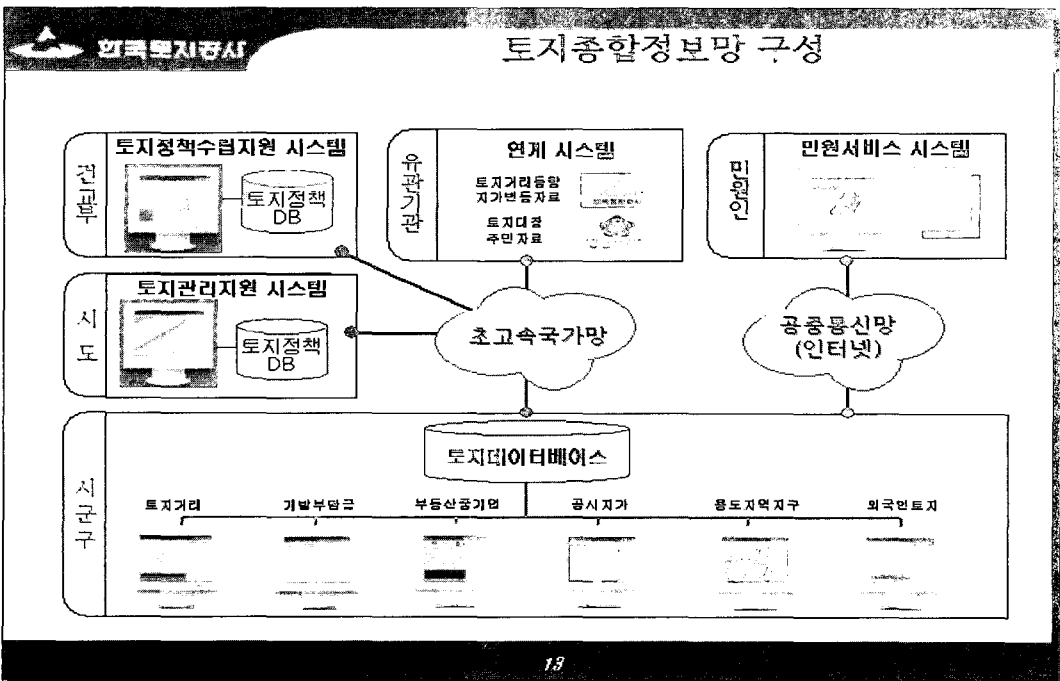 한국토지공사
토지종합정보망 구성
건교부
토지정책수립지원 시스템
토지정책
DB
유관기관
연계 시스템
토지거래동향
지가변동자료
토지대장
주민자료
민원인
민원서비스 시스템
시도
토지관리지원 시스템
토지정책
DB
초고속국가망
공중통신망
(인터넷)
시군구
토지데이터베이스
토지거래
개발부담금
부동산중개업
공시지가
용도지역지구
외국인토지
13